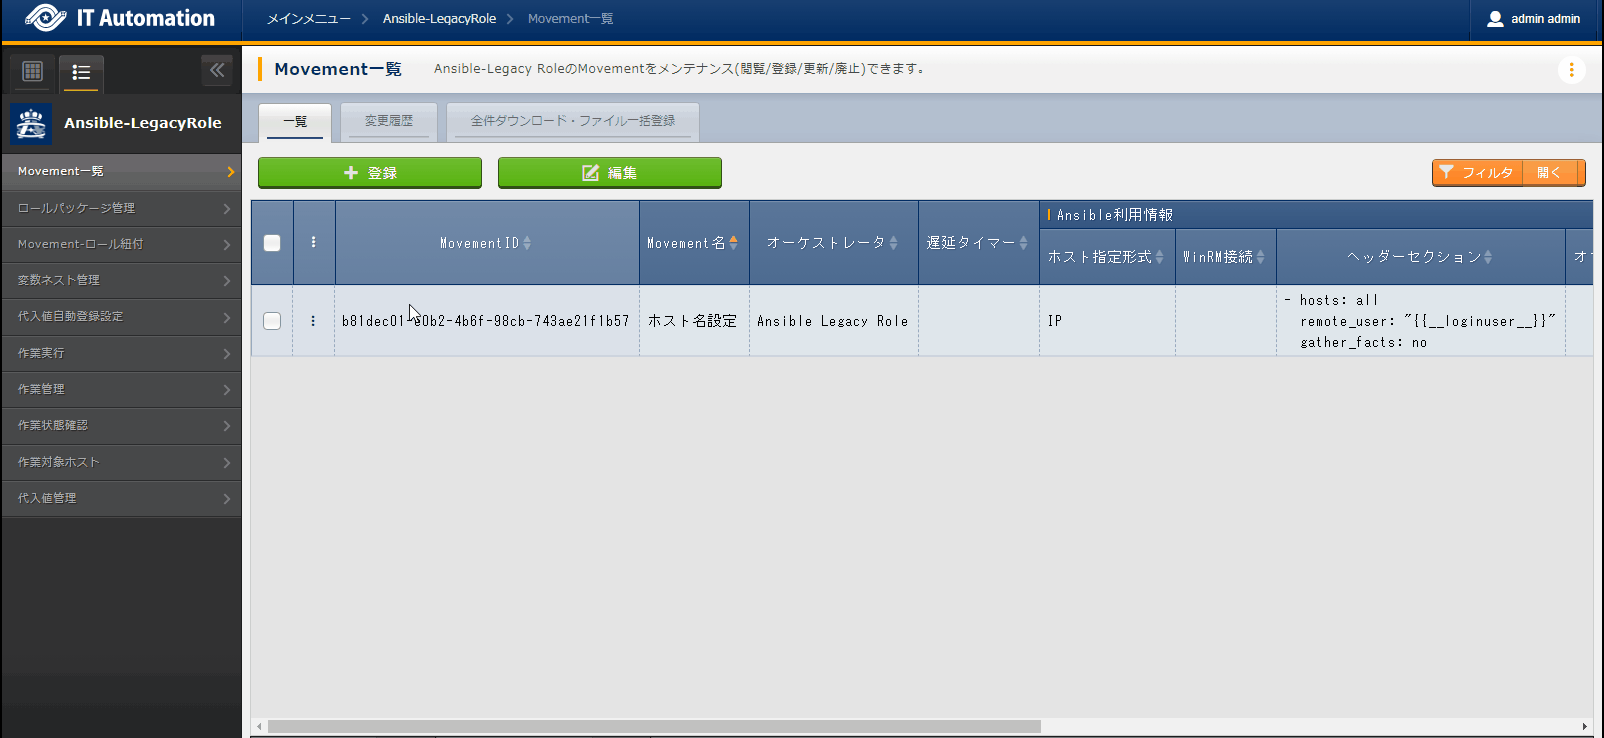 IT Automation
メインメニュー
Ansible-LegacyRole
Movement一覧
admin admin
Movement一覧
Ansible-Legacy RoleのMovementをメンテナンス(閲覧/登録/更新/廃止)できます。
Ansible-LegacyRole
一覧
変更履歴
全件ダウンロード・ファイル一括登録
Movement一覧
ロールパッケージ管理
Movement-ロール紐付
変数ネスト管理
代入値自動登録設定
作業実行
作業管理
作業状態確認
作業対象ホスト
代入値管理
登録
編集
フィルタ
開く
MovementID
Movement名
オーケストレータ
遅延タイマー
Ansible利用情報
ホスト指定形式
WinRM接続
ヘッダーセクション
ホスト名設定
Ansible Legacy Role
IP
- hosts: all
remote_user: "{{__loginuser__}}"
gather_facts: no